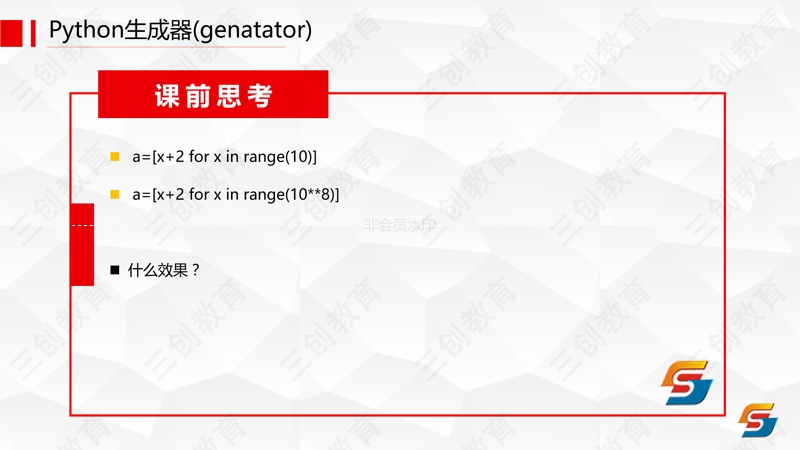 Python生成器(genatator)
课前思考
a=[x+2 for x in range(10)]
a=[x+2 for x in range(10**8)]
非会员水印
什么效果？
三创教育